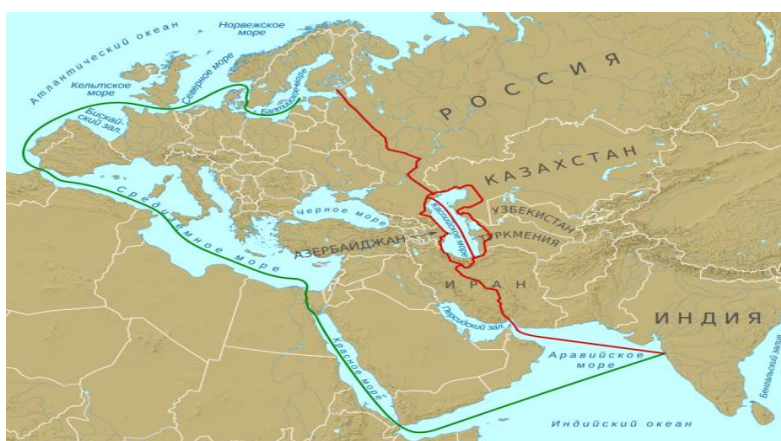 Норвежское
море
Атлантический океан
Северное море
Кельтское
море
Балтийское море
Бискай-
ский зал.
РОССИЯ
КАЗАХСТАН
Средиземное море
Черное море
Каспийское море
УЗБЕКИСТАН
ТУРКМЕНИЯ
АЗЕРБАЙДЖАН
ИРАН
Персидский зал.
ИНДИЯ
Красное море
Аравийское
море
Бенгальский залив
Индийский океан